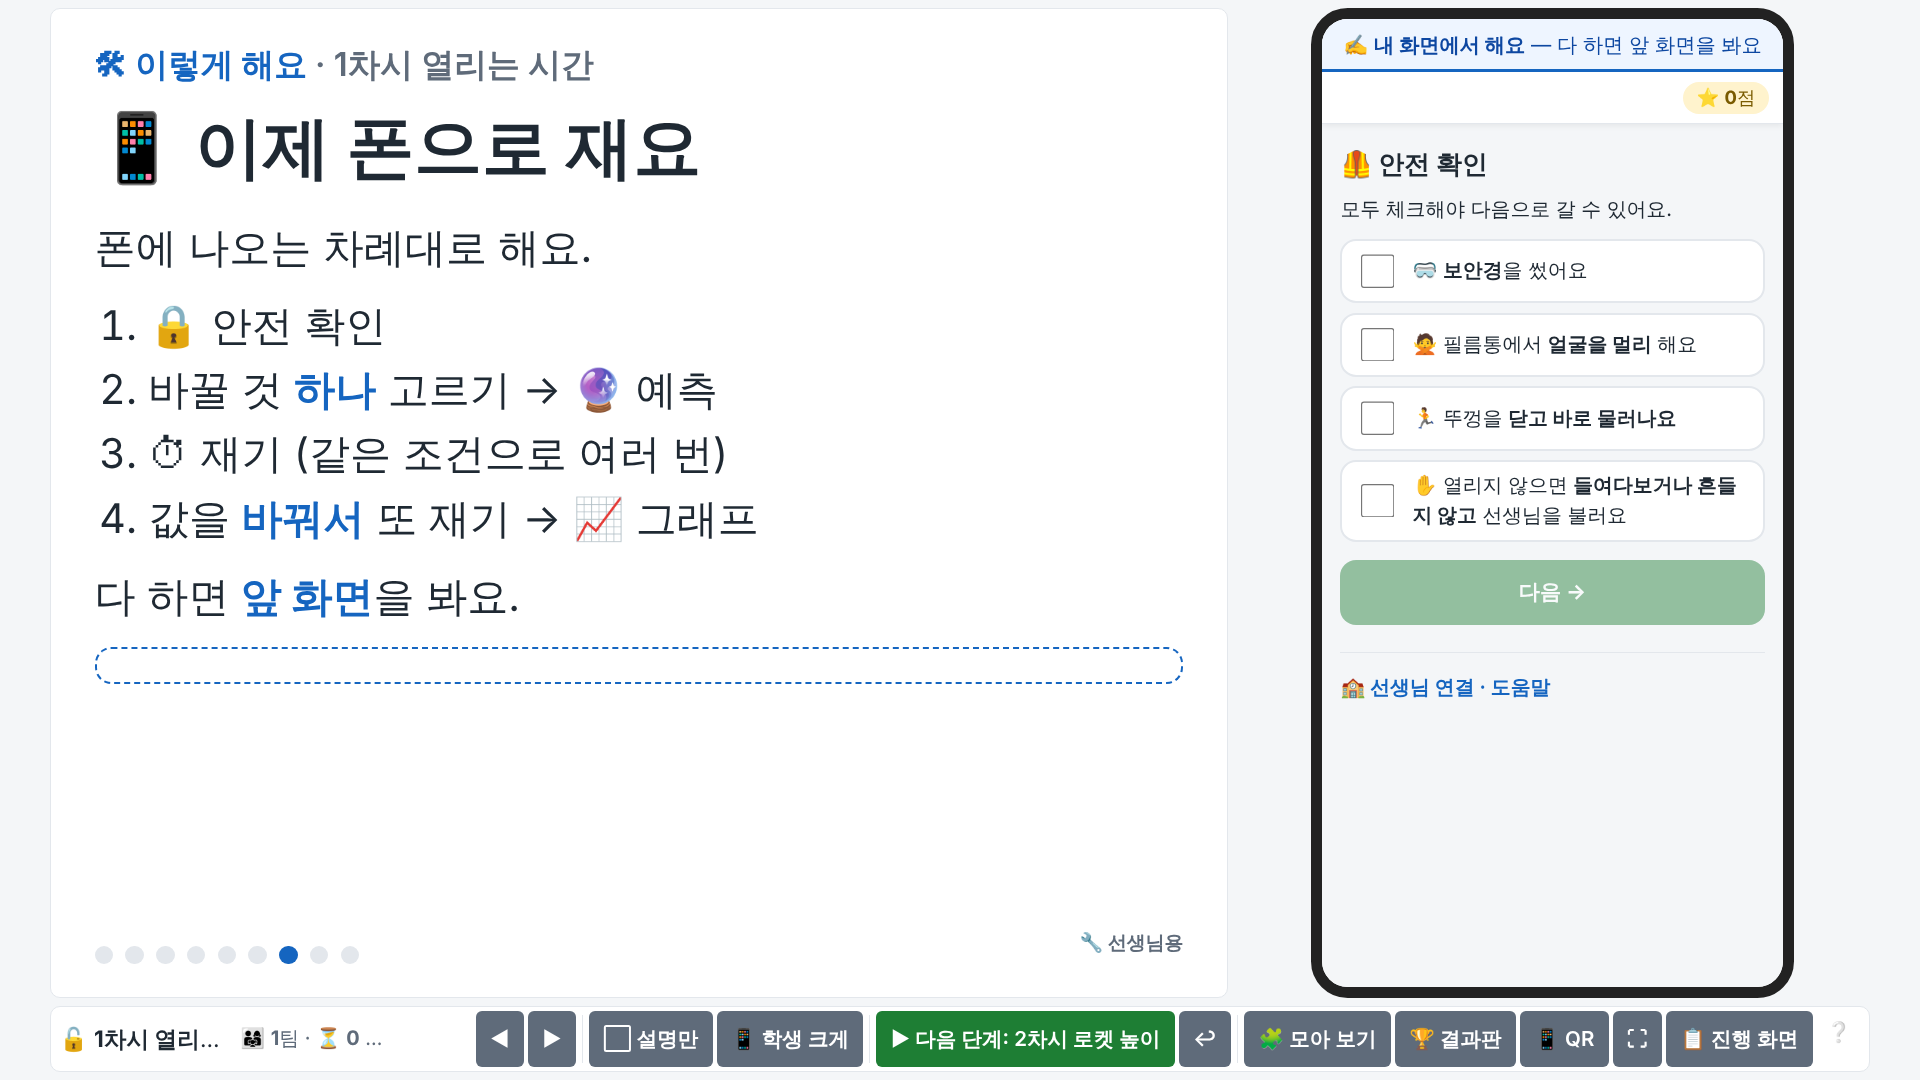 🛠 이렇게 해요 · 1차시 열리는 시간
📱 이제 폰으로 재요
폰에 나오는 차례대로 해요.
1. 🔒 안전 확인
2. 바꿀 것 하나 고르기 → 🔮 예측
3. ⏱ 재기 (같은 조건으로 여러 번)
4. 값을 바꿔서 또 재기 → 📈 그래프
다 하면 앞 화면을 봐요.
🔧 선생님용
✍️ 내 화면에서 해요 — 다 하면 앞 화면을 봐요
⭐ 0점
🦺 안전 확인
모두 체크해야 다음으로 갈 수 있어요.
🥽 보안경을 썼어요
🙅 필름통에서 얼굴을 멀리 해요
🏃 뚜껑을 닫고 바로 물러나요
✋ 열리지 않으면 들여다보거나 흔들
지 않고 선생님을 불러요
다음 →
🏫 선생님 연결 · 도움말
🔓 1차시 열리... 👨‍👩‍👧‍👦 1팀 · ⏳ 0 ... ◀ ▶ 설명만 📱 학생 크게 ▶ 다음 단계: 2차시 로켓 높이 ↩ 🧩 모아 보기 🏆 결과판 📱 QR ⛶ 📋 진행 화면 ❔